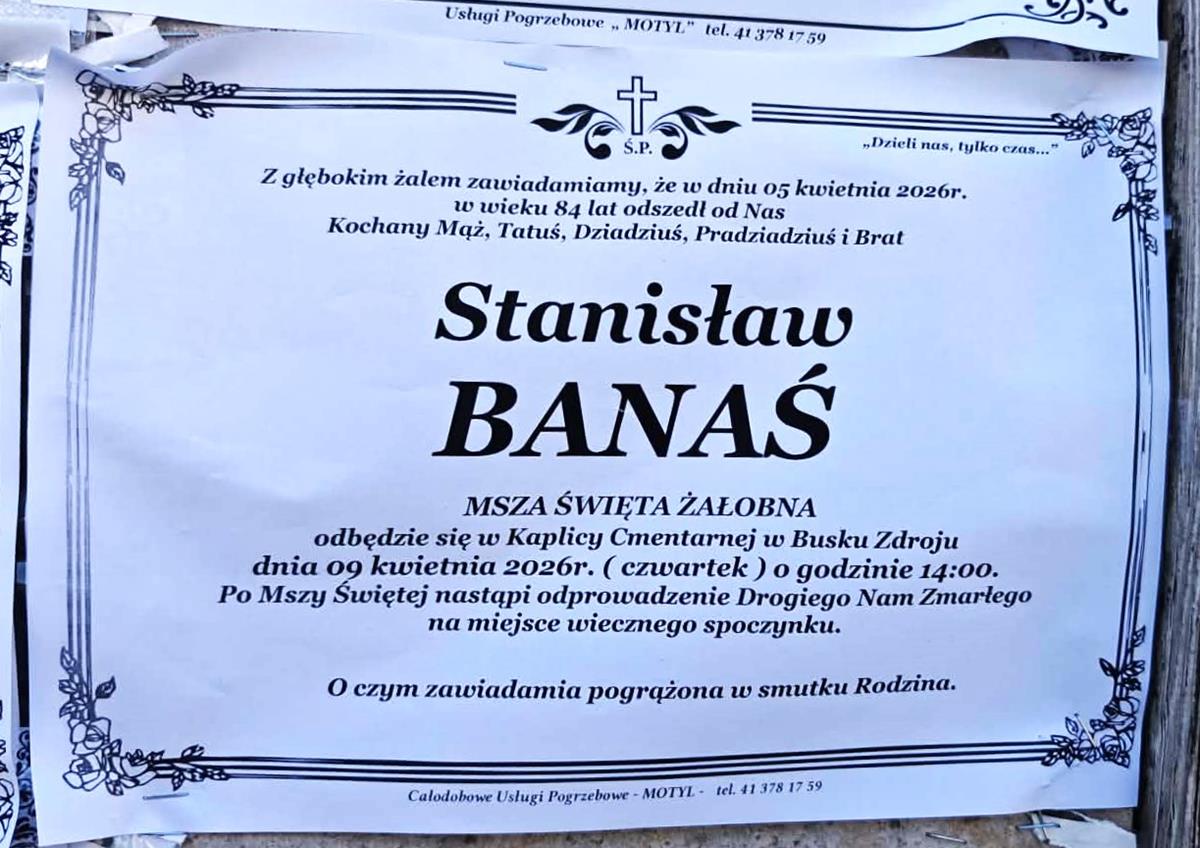 Usługi Pogrzebowe „ MOTYL” tel. 41 378 17 59
Ś.P.
„Dzieli nas, tylko czas...”
Z głębokim żalem zawiadamiamy, że w dniu 05 kwietnia 2026r.
w wieku 84 lat odszedł od Nas
Kochany Mąż, Tatuś, Dziadziuś, Pradziadziuś i Brat
Stanisław
BANAŚ
MSZA ŚWIĘTA ŻAŁOBNA
odbędzie się w Kaplicy Cmentarnej w Busku Zdroju
dnia 09 kwietnia 2026r. ( czwartek ) o godzinie 14:00.
Po Mszy Świętej nastąpi odprowadzenie Drogiego Nam Zmarłego
na miejsce wiecznego spoczynku.
O czym zawiadamia pogrążona w smutku Rodzina.
Całodobowe Usługi Pogrzebowe - MOTYL - tel. 41 378 17 59